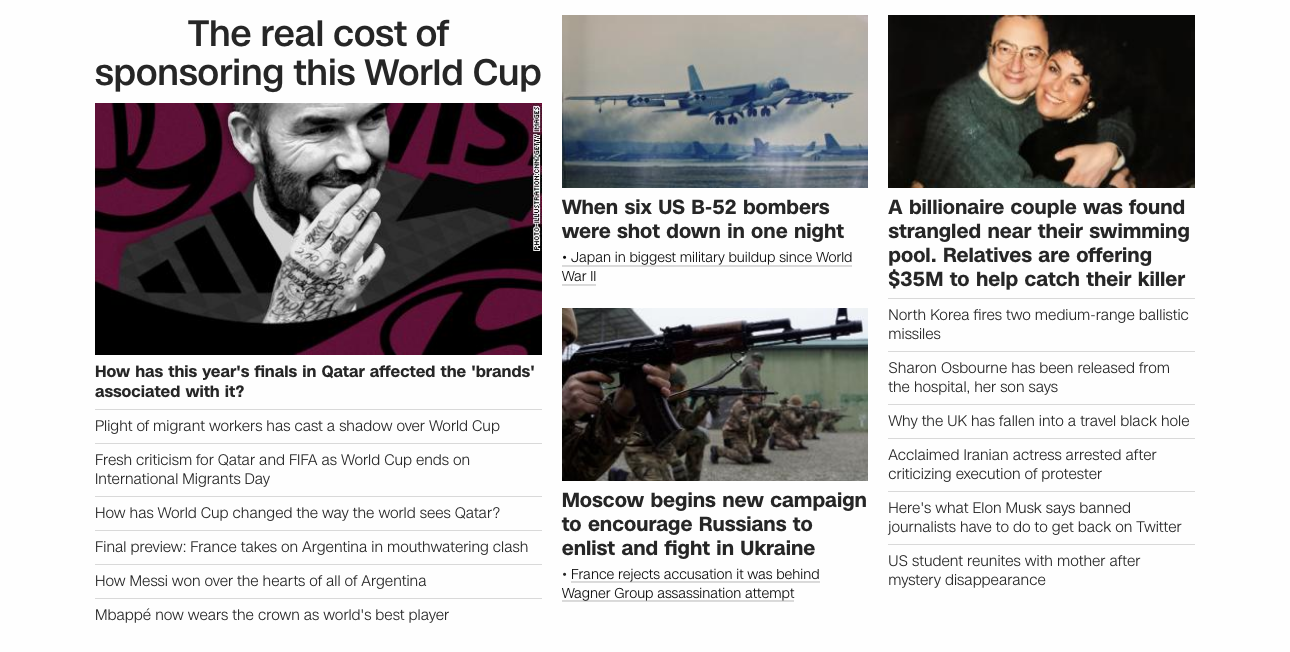 The real cost of
sponsoring this World Cup
PHOTO-ILLUSTRATION/CNN/GETTY IMAGES
How has this year's finals in Qatar affected the 'brands'
associated with it?
Plight of migrant workers has cast a shadow over World Cup
Fresh criticism for Qatar and FIFA as World Cup ends on
International Migrants Day
How has World Cup changed the way the world sees Qatar?
Final preview: France takes on Argentina in mouthwatering clash
How Messi won over the hearts of all of Argentina
Mbappé now wears the crown as world's best player
When six US B-52 bombers
were shot down in one night
• Japan in biggest military buildup since World
War II
Moscow begins new campaign
to encourage Russians to
enlist and fight in Ukraine
• France rejects accusation it was behind
Wagner Group assassination attempt
A billionaire couple was found
strangled near their swimming
pool. Relatives are offering
$35M to help catch their killer
North Korea fires two medium-range ballistic
missiles
Sharon Osbourne has been released from
the hospital, her son says
Why the UK has fallen into a travel black hole
Acclaimed Iranian actress arrested after
criticizing execution of protester
Here's what Elon Musk says banned
journalists have to do to get back on Twitter
US student reunites with mother after
mystery disappearance